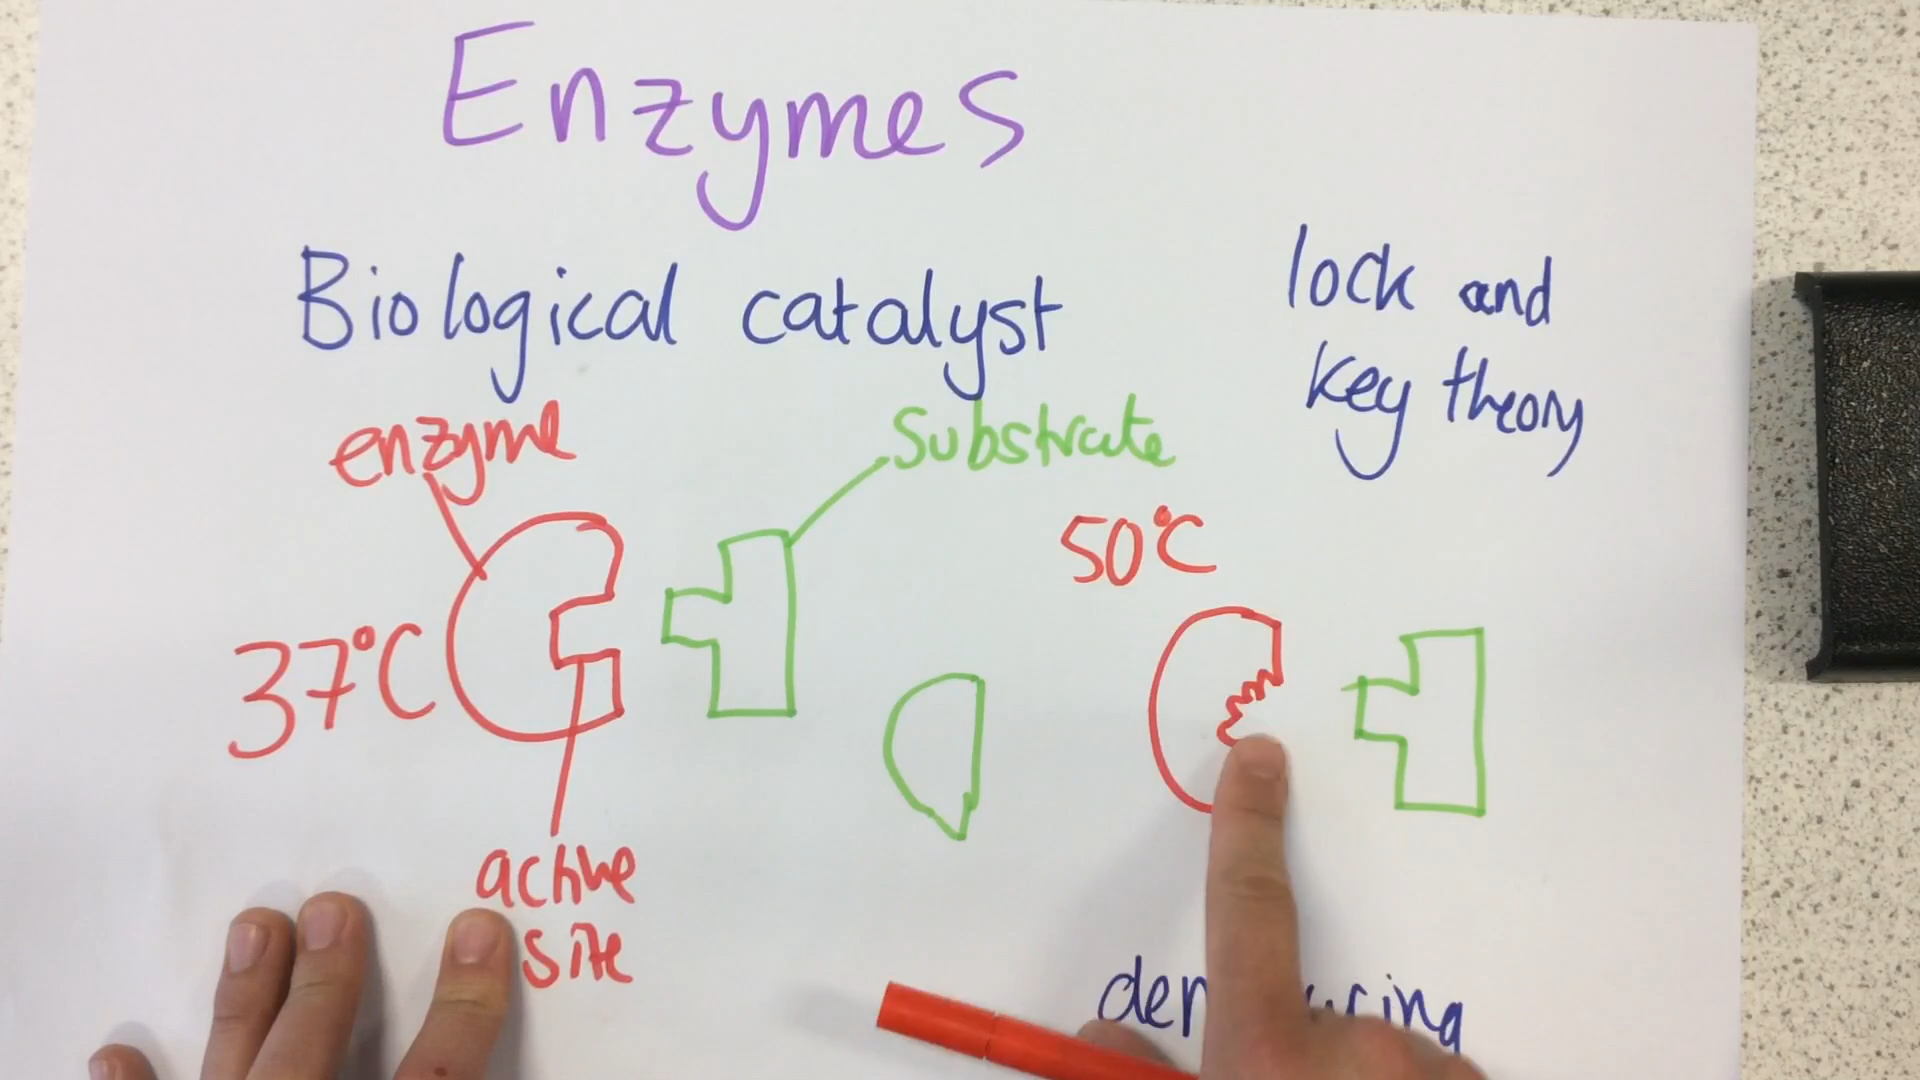 Enzymes
Biological catalyst
lock and
key theory
enzyme
substrate
50°C
37°C
active
site